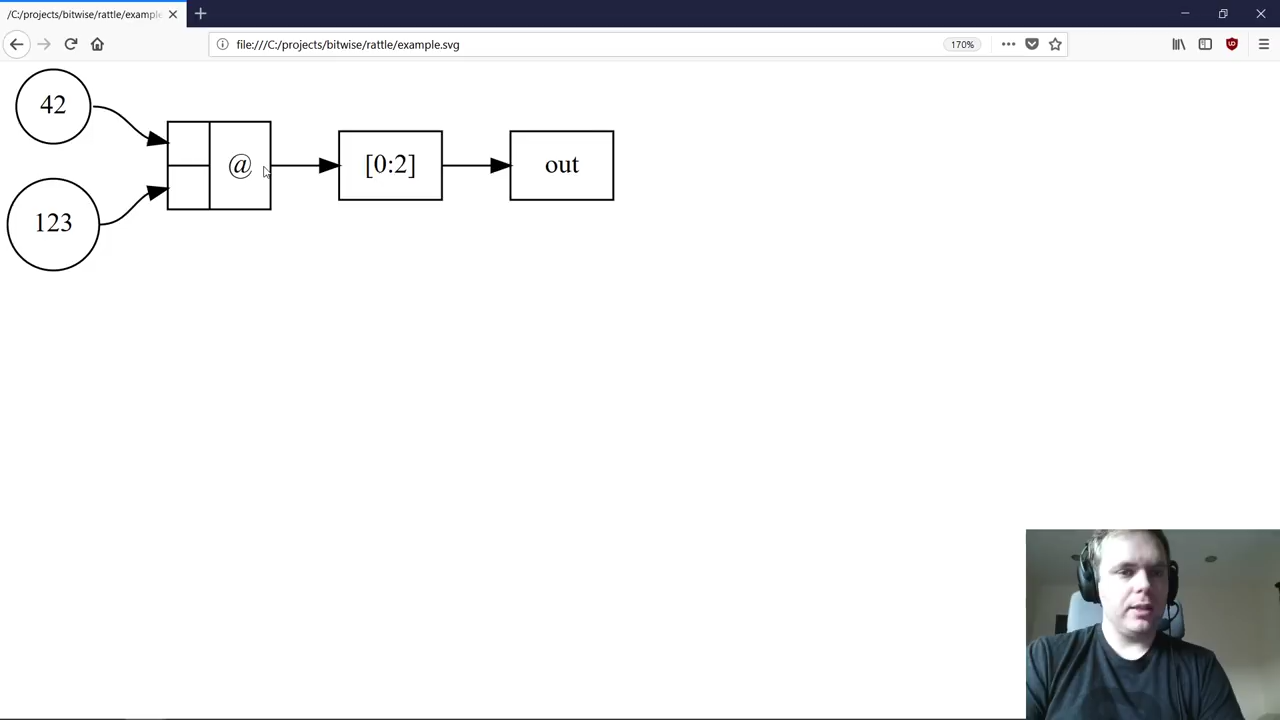 /C:/projects/bitwise/rattle/example
file:///C:/projects/bitwise/rattle/example.svg
170%
42
@
[0:2]
out
123